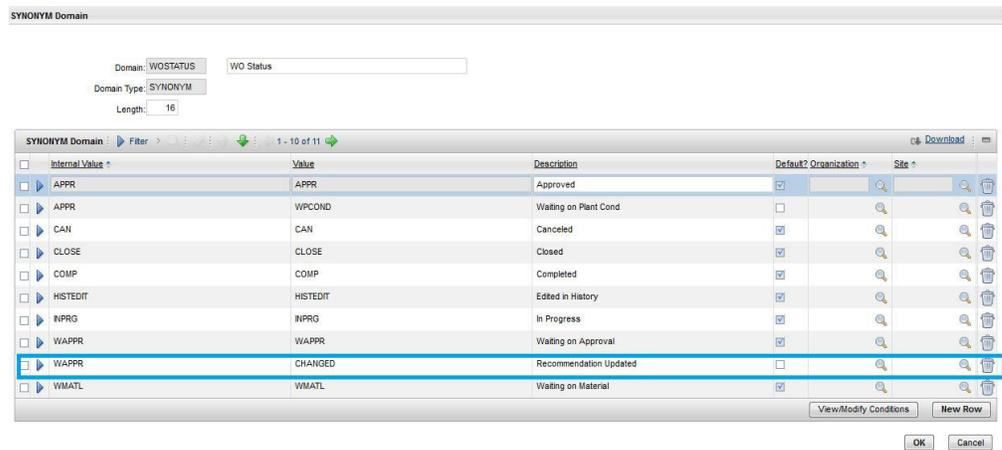 SYNONYM Domain
Domain: WOSTATUS WO Status
Domain Type: SYNONYM
Length: 16
SYNONYM Domain Filter 1 - 10 of 11 Download
Internal Value Value Description Default? Organization Site
APPR APPR Approved
APPR WPCOND Waiting on Plant Cond
CAN CAN Canceled
CLOSE CLOSE Closed
COMP COMP Completed
HISTEDIT HISTEDIT Edited in History
INPRG INPRG In Progress
WAPPR WAPPR Waiting on Approval
WAPPR CHANGED Recommendation Updated
WMATL WMATL Waiting on Material
View/Modify Conditions New Row
OK Cancel